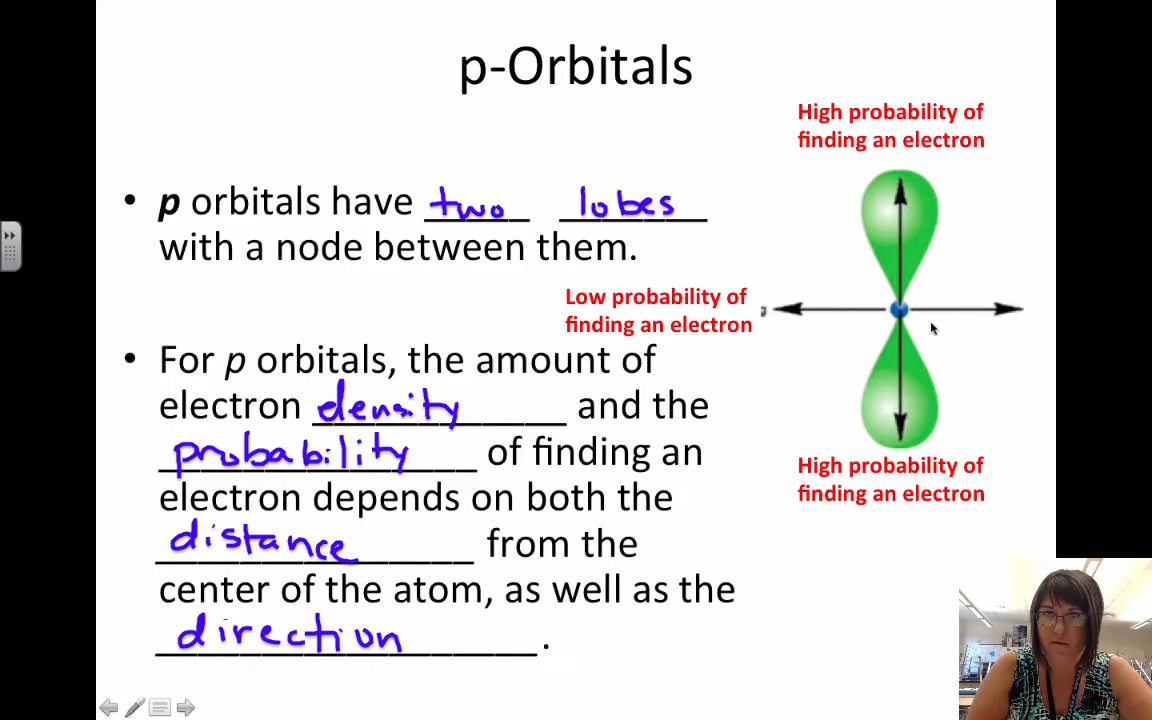 p-Orbitals
High probability of
finding an electron
• p orbitals have two lobes
with a node between them.
Low probability of
finding an electron
• For p orbitals, the amount of
electron density and the
probability of finding an
electron depends on both the
distance from the
center of the atom, as well as the
direction.
High probability of
finding an electron